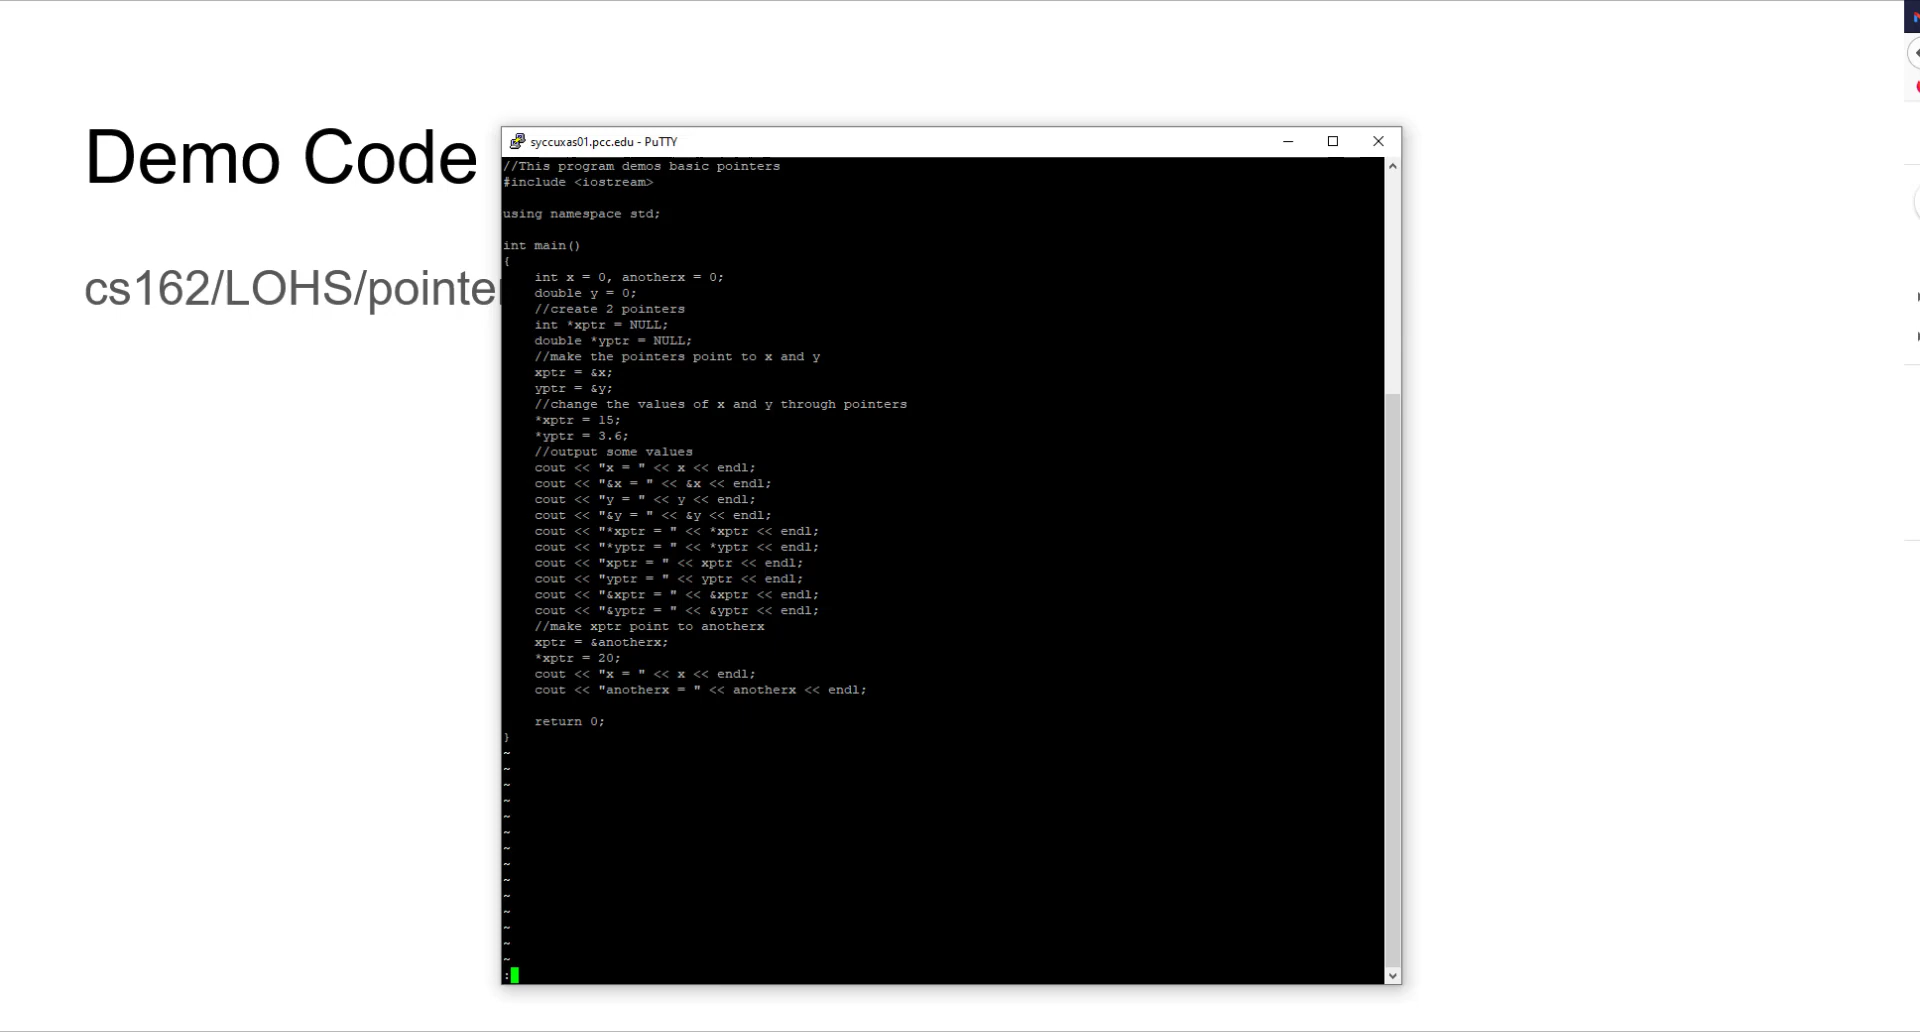 Demo Code
cs162/LOHS/pointer
syccuxas01.pcc.edu - PuTTY
//This program demos basic pointers
#include <iostream>
using namespace std;
int main()
{
int x = 0, anotherx = 0;
double y = 0;
//create 2 pointers
int *xptr = NULL;
double *yptr = NULL;
//make the pointers point to x and y
xptr = &x;
yptr = &y;
//change the values of x and y through pointers
*xptr = 15;
*yptr = 3.6;
//output some values
cout << "x = " << x << endl;
cout << "&x = " << &x << endl;
cout << "y = " << y << endl;
cout << "&y = " << &y << endl;
cout << "*xptr = " << *xptr << endl;
cout << "*yptr = " << *yptr << endl;
cout << "xptr = " << xptr << endl;
cout << "yptr = " << yptr << endl;
cout << "&xptr = " << &xptr << endl;
cout << "&yptr = " << &yptr << endl;
//make xptr point to anotherx
xptr = &anotherx;
*xptr = 20;
cout << "x = " << x << endl;
cout << "anotherx = " << anotherx << endl;
return 0;
}
~
~
~
~
~
~
~
~
~
~
~
~
~
~
: